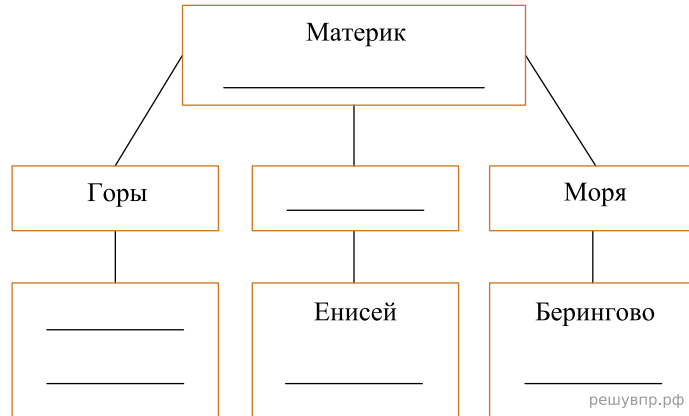 Материк
Горы
Моря
Енисей
Берингово
решувпр.рф